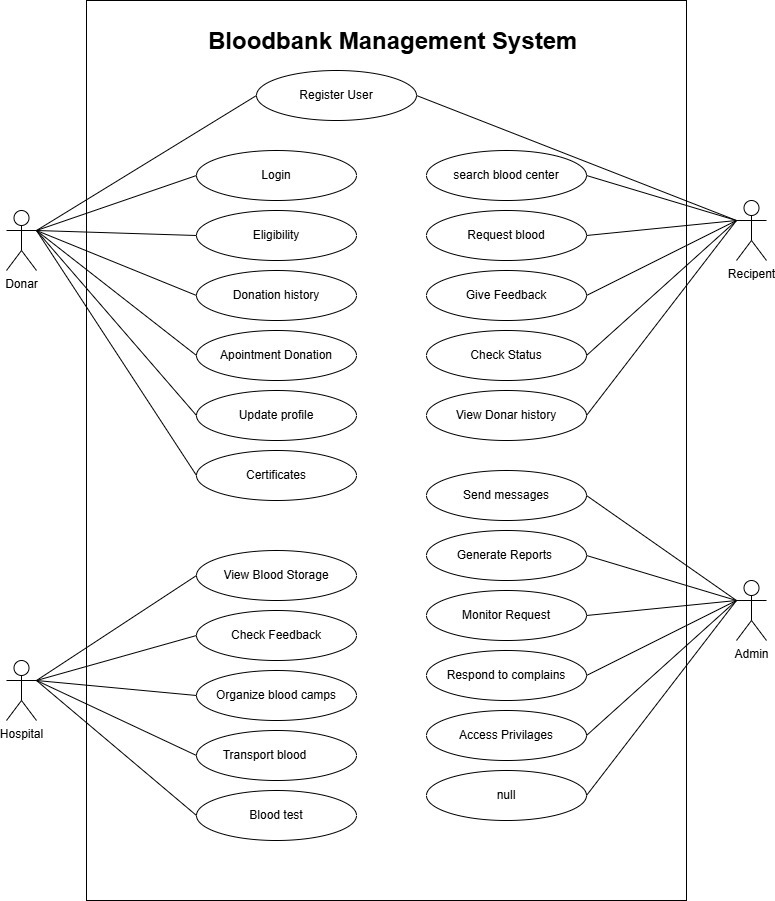 Bloodbank Management System
Register User
Login
search blood center
Eligibility
Request blood
Donar
Recipent
Donation history
Give Feedback
Apointment Donation
Check Status
Update profile
View Donar history
Certificates
Send messages
Generate Reports
View Blood Storage
Monitor Request
Check Feedback
Admin
Respond to complains
Organize blood camps
Hospital
Access Privilages
Transport blood
null
Blood test